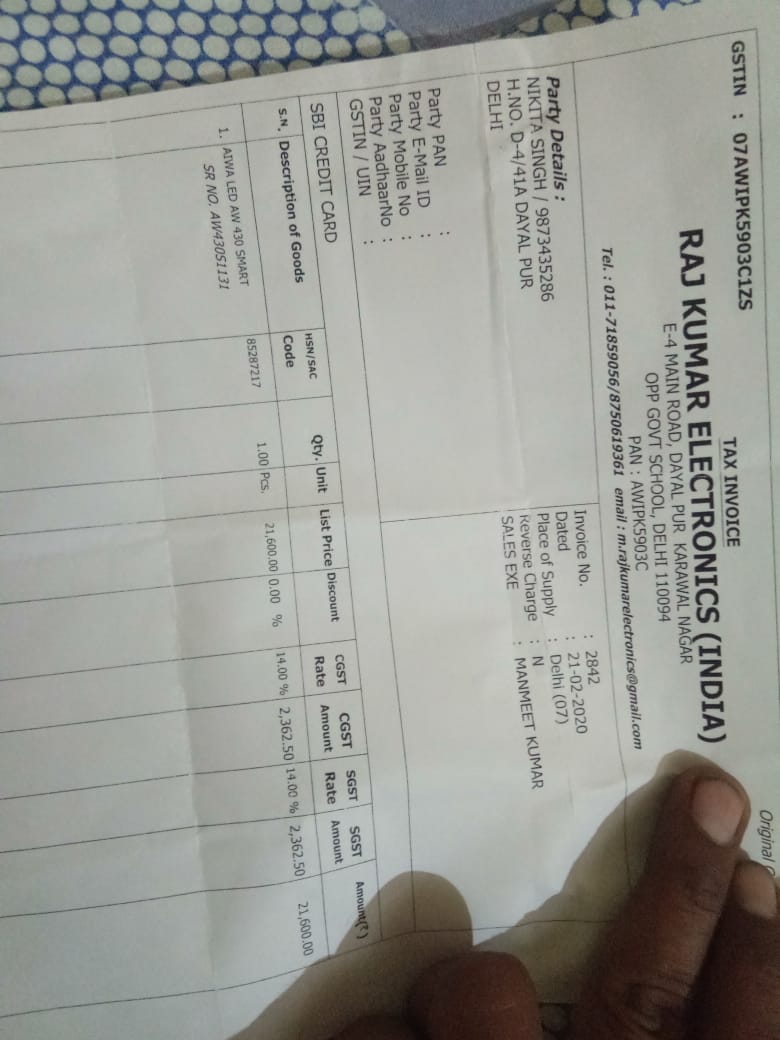 Original
GSTIN : 07AWIPK5903C1ZS
TAX INVOICE
RAJ KUMAR ELECTRONICS (INDIA)
E-4 MAIN ROAD, DAYAL PUR KARAWAL NAGAR
OPP GOVT SCHOOL, DELHI 110094
PAN : AWIPK5903C
Tel. : 011-71859056/8750619361 email : m.rajkumarelectronics@gmail.com
Party Details :
NIKITA SINGH / 9873435286
H.NO. D-4/41A DAYAL PUR
DELHI
Party PAN :
Party E-Mail ID :
Party Mobile No :
Party AadhaarNo :
GSTIN / UIN :
Invoice No. : 2842
Dated : 21-02-2020
Place of Supply : Delhi (07)
Reverse Charge : N
SALES EXE : MANMEET KUMAR
SBI CREDIT CARD
S.N. Description of Goods HSN/SAC Code Qty. Unit List Price Discount CGST Rate CGST Amount SGST Rate SGST Amount Amount(₹)
1. AIWA LED AW 430 SMART 85287217 1.00 Pcs. 21,600.00 0.00 % 14.00 % 2,362.50 14.00 % 2,362.50 21,600.00
SR NO. AW43051131